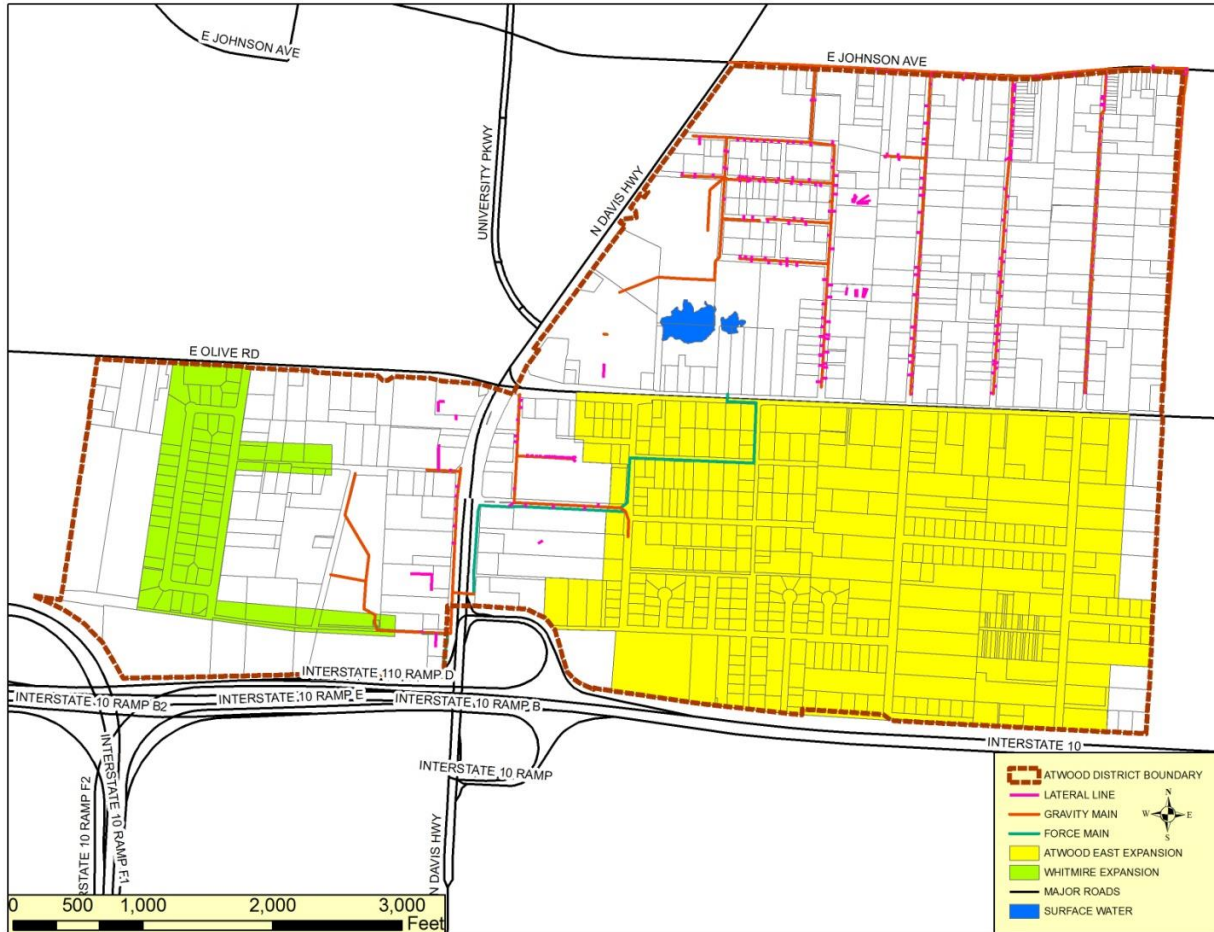 E JOHNSON AVE
E JOHNSON AVE
UNIVERSITY PKWY
N DAVIS HWY
E OLIVE RD
INTERSTATE 110 RAMP D
INTERSTATE 10 RAMP B2
INTERSTATE 10 RAMP E
INTERSTATE 10 RAMP B
INTERSTATE 10
INTERSTATE 10 RAMP
INTERSTATE 10 RAMP F1
RSTATE 10 RAMP F2
N DAVIS HWY
ATWOOD DISTRICT BOUNDARY
LATERAL LINE
GRAVITY MAIN
FORCE MAIN
ATWOOD EAST EXPANSION
WHITMIRE EXPANSION
MAJOR ROADS
SURFACE WATER
N
W E
S
0 500 1,000 2,000 3,000
Feet